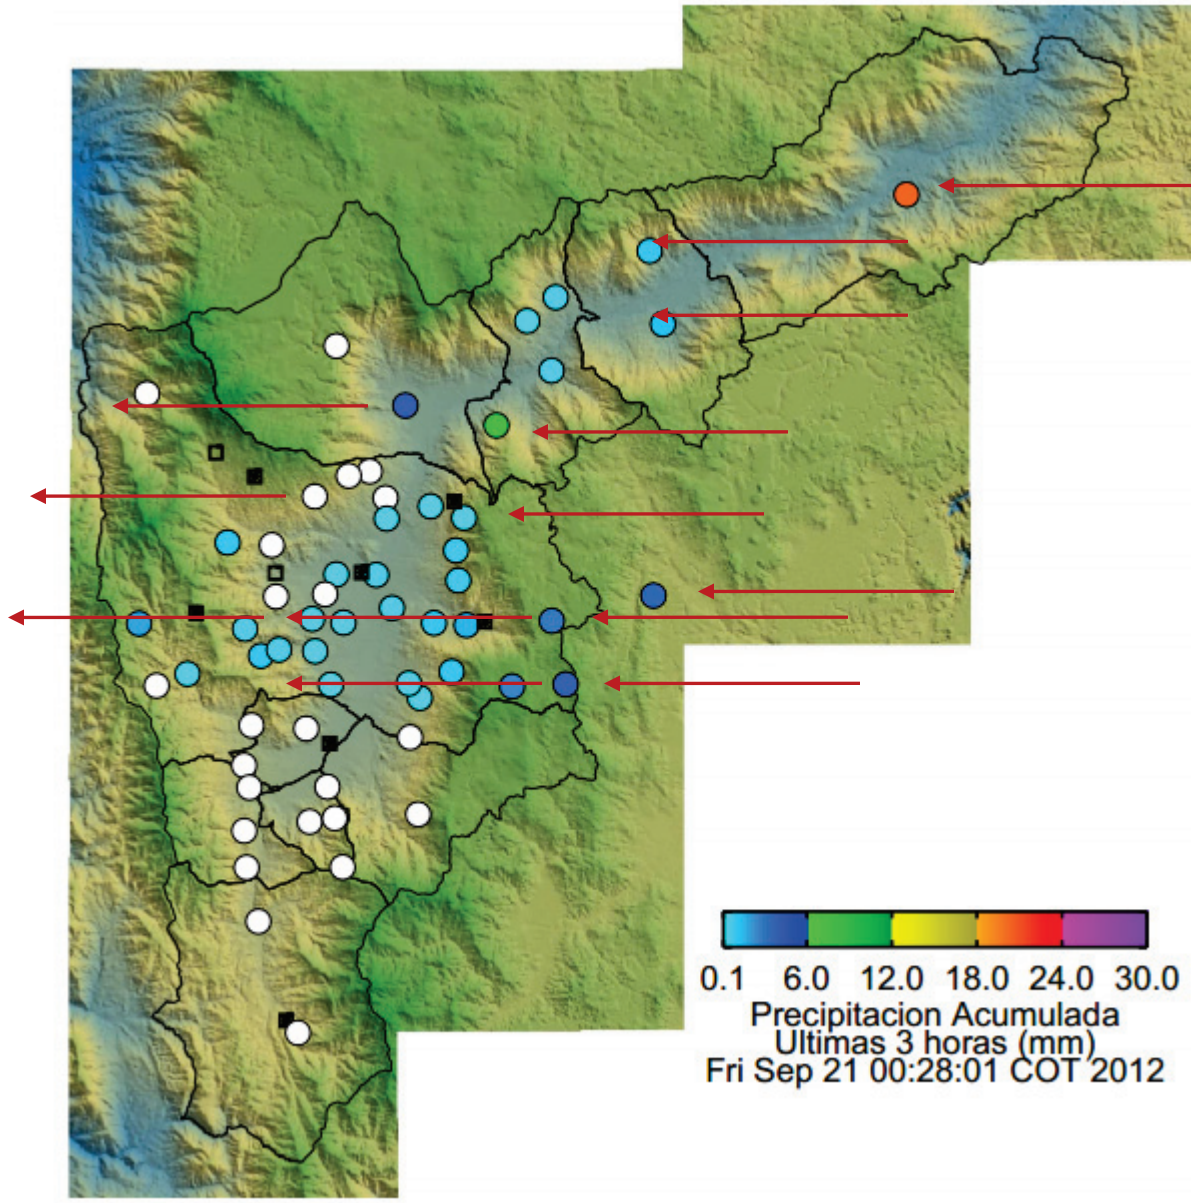 0.1 6.0 12.0 18.0 24.0 30.0
Precipitacion Acumulada
Ultimas 3 horas (mm)
Fri Sep 21 00:28:01 COT 2012